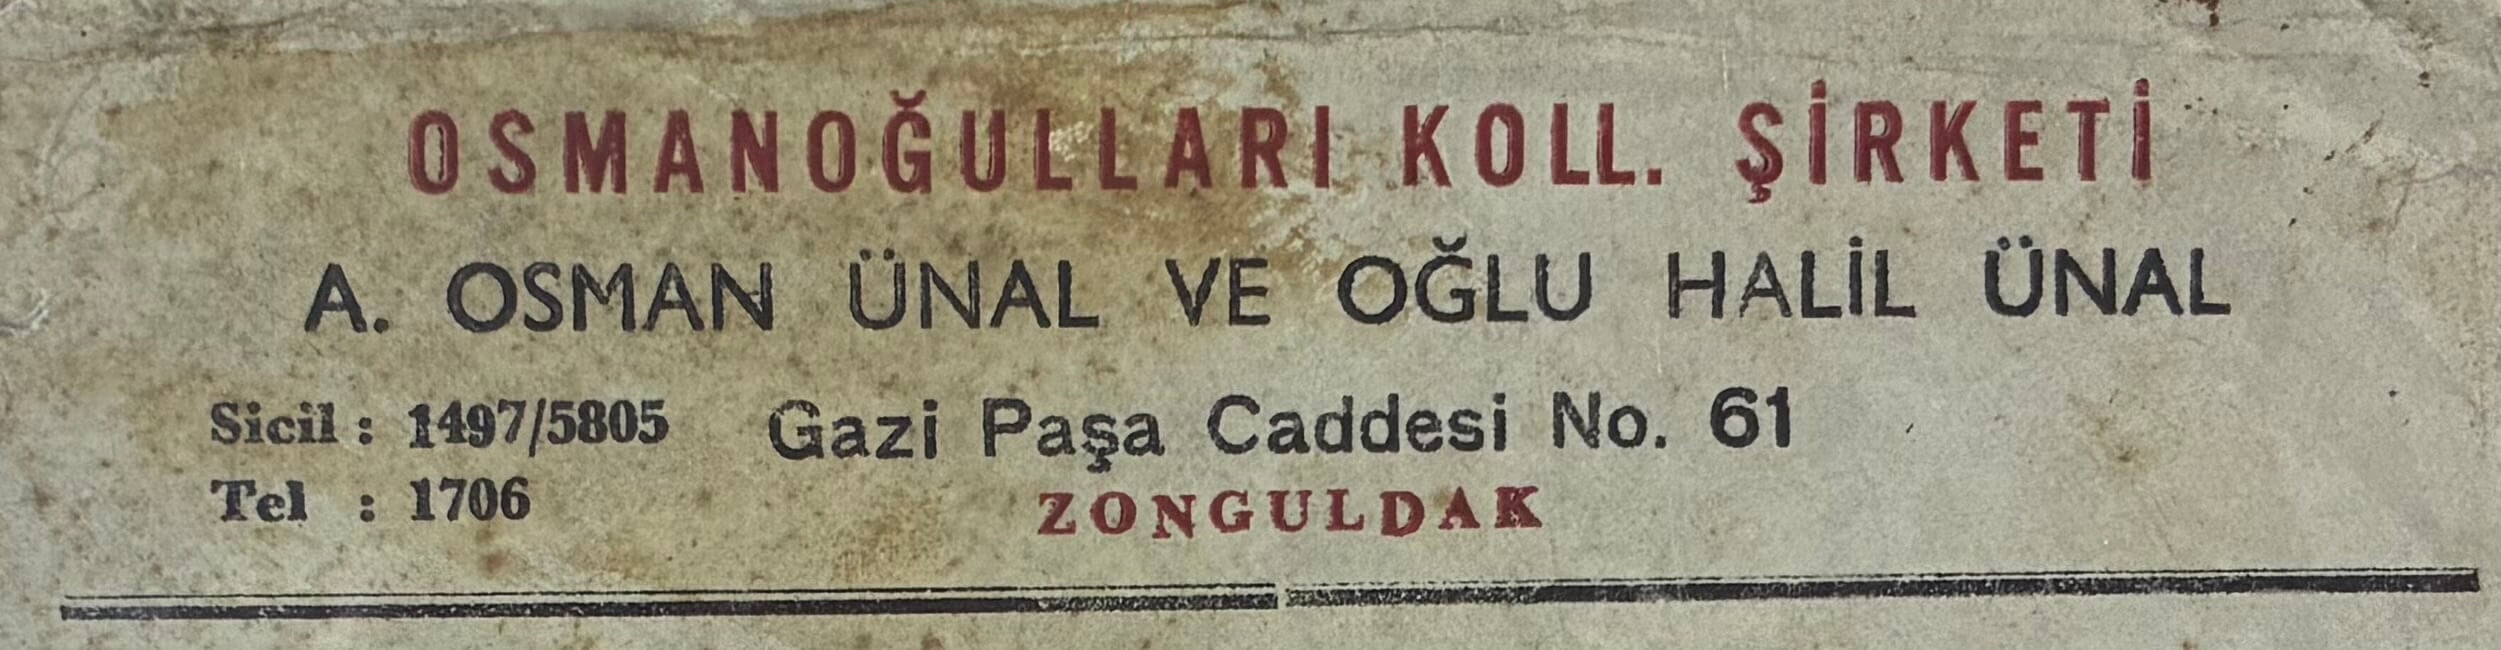 OSMANOĞULLARI KOLL. ŞİRKETİ
A. OSMAN ÜNAL VE OĞLU HALİL ÜNAL
Sicil : 1497/5805 Gazi Paşa Caddesi No. 61
Tel : 1706 ZONGULDAK